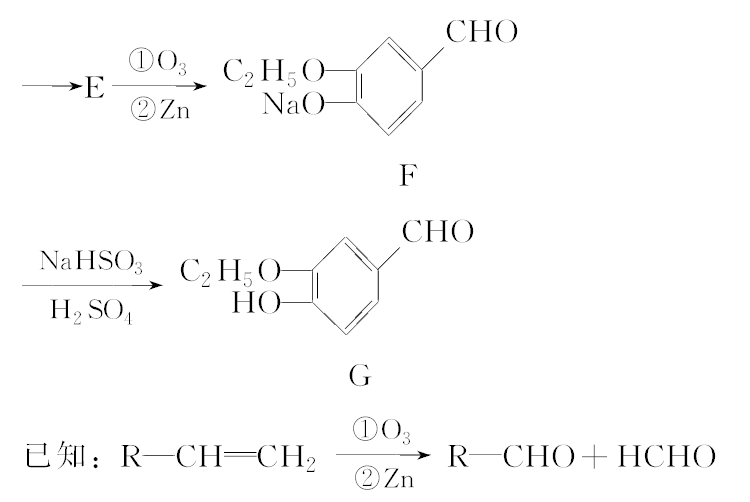 CHO
①O₃
C₂H₅O
→E →
②Zn
NaO
F
CHO
NaHSO₃
C₂H₅O
H₂SO₄
HO
G
①O₃
已知：R—CH═CH₂ → R—CHO＋HCHO
②Zn